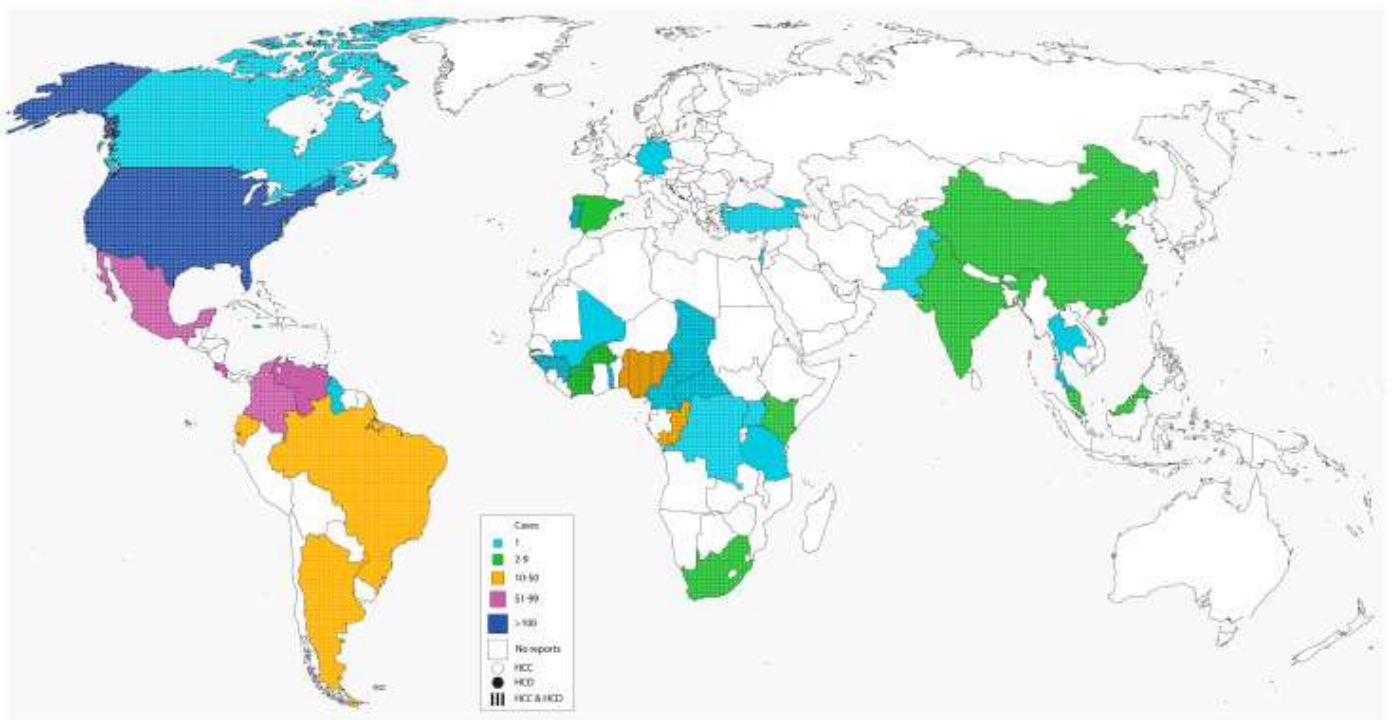 Cases
1
2-9
10-50
51-99
>100
No reports
HCC
HCD
HCC & HCD